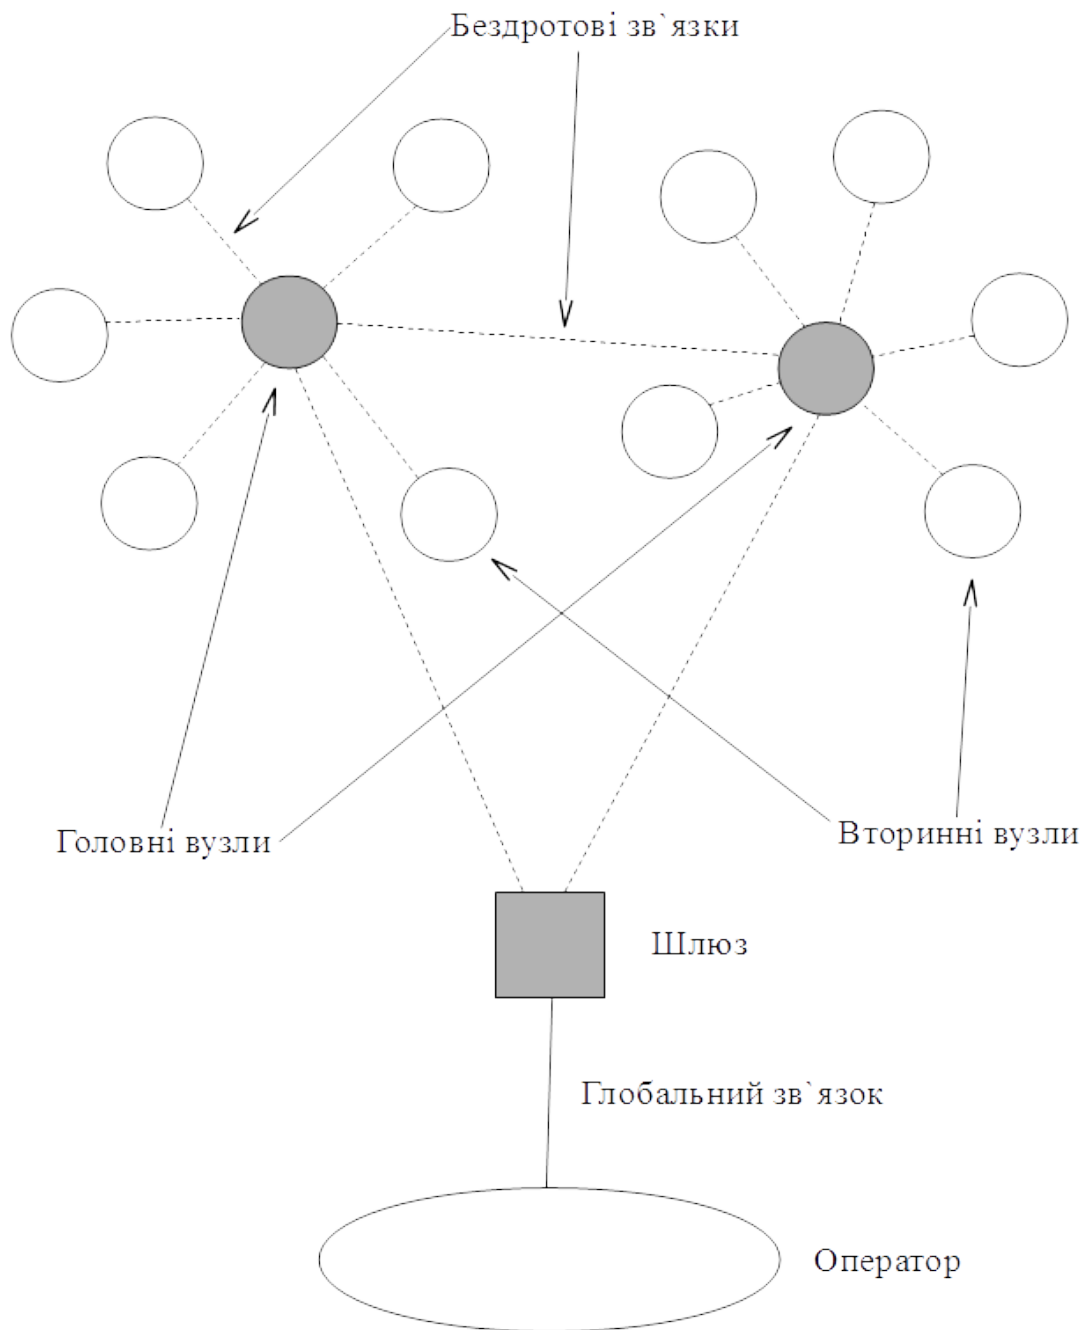 Бездротові зв`язки
Головні вузли
Вторинні вузли
Шлюз
Глобальний зв`язок
Оператор